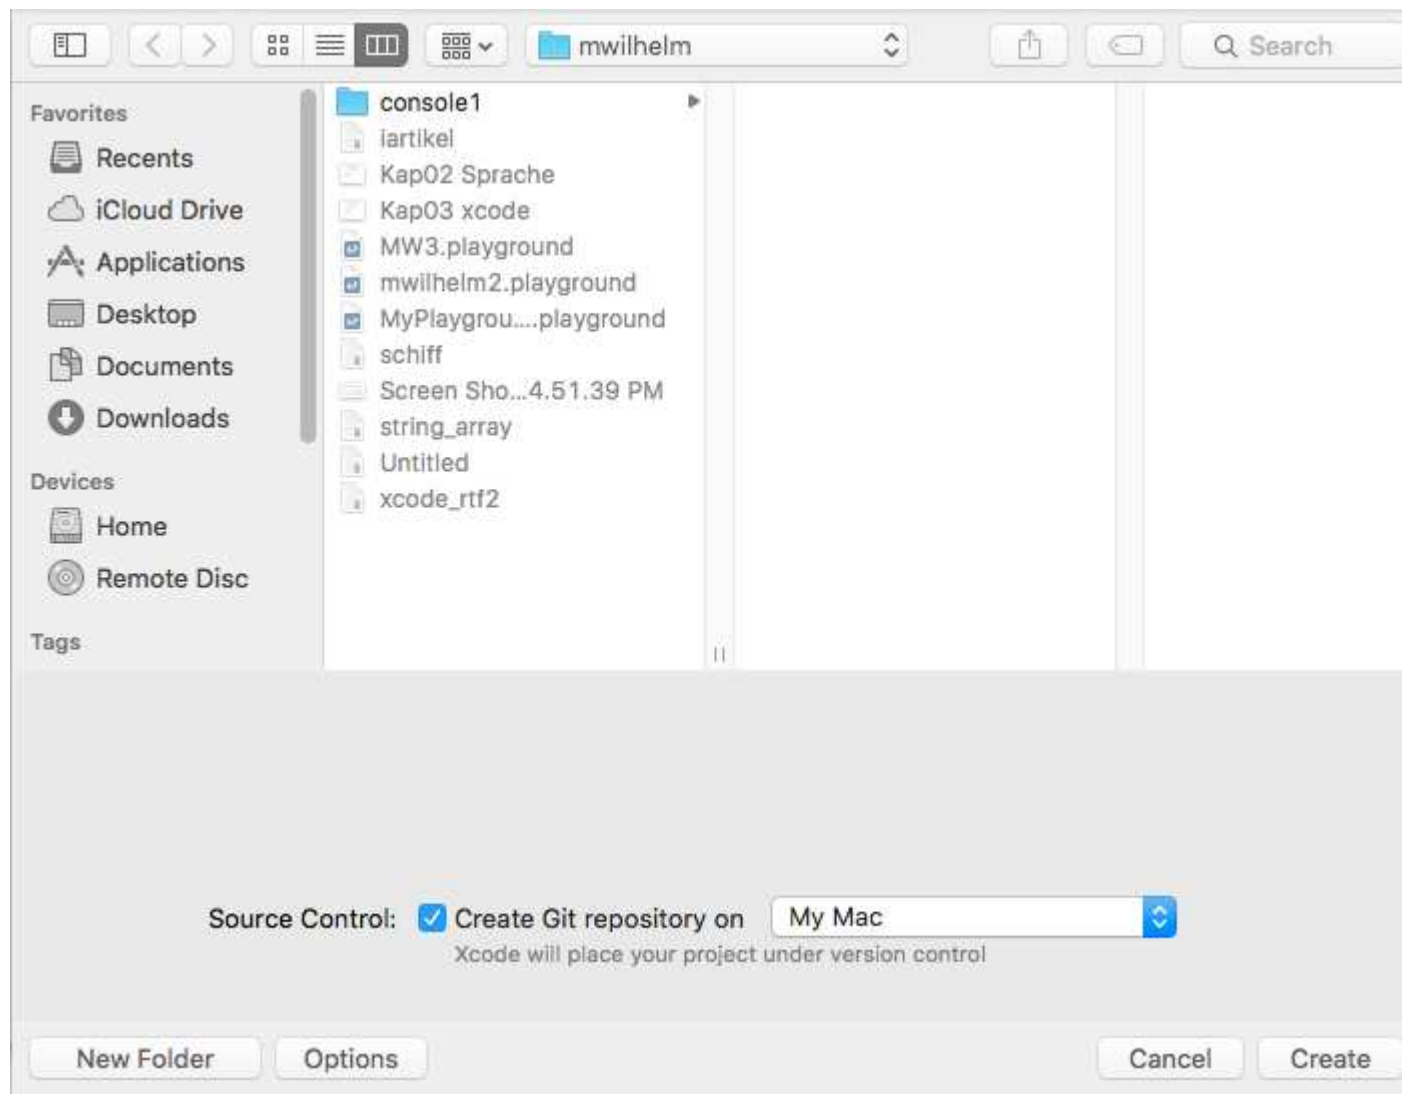 mwilhelm
Search
Favorites
Recents
iCloud Drive
Applications
Desktop
Documents
Downloads
Devices
Home
Remote Disc
Tags
console1
iartikel
Kap02 Sprache
Kap03 xcode
MW3.playground
mwilhelm2.playground
MyPlaygrou....playground
schiff
Screen Sho...4.51.39 PM
string_array
Untitled
xcode_rtf2
Source Control: Create Git repository on My Mac
Xcode will place your project under version control
New Folder Options Cancel Create